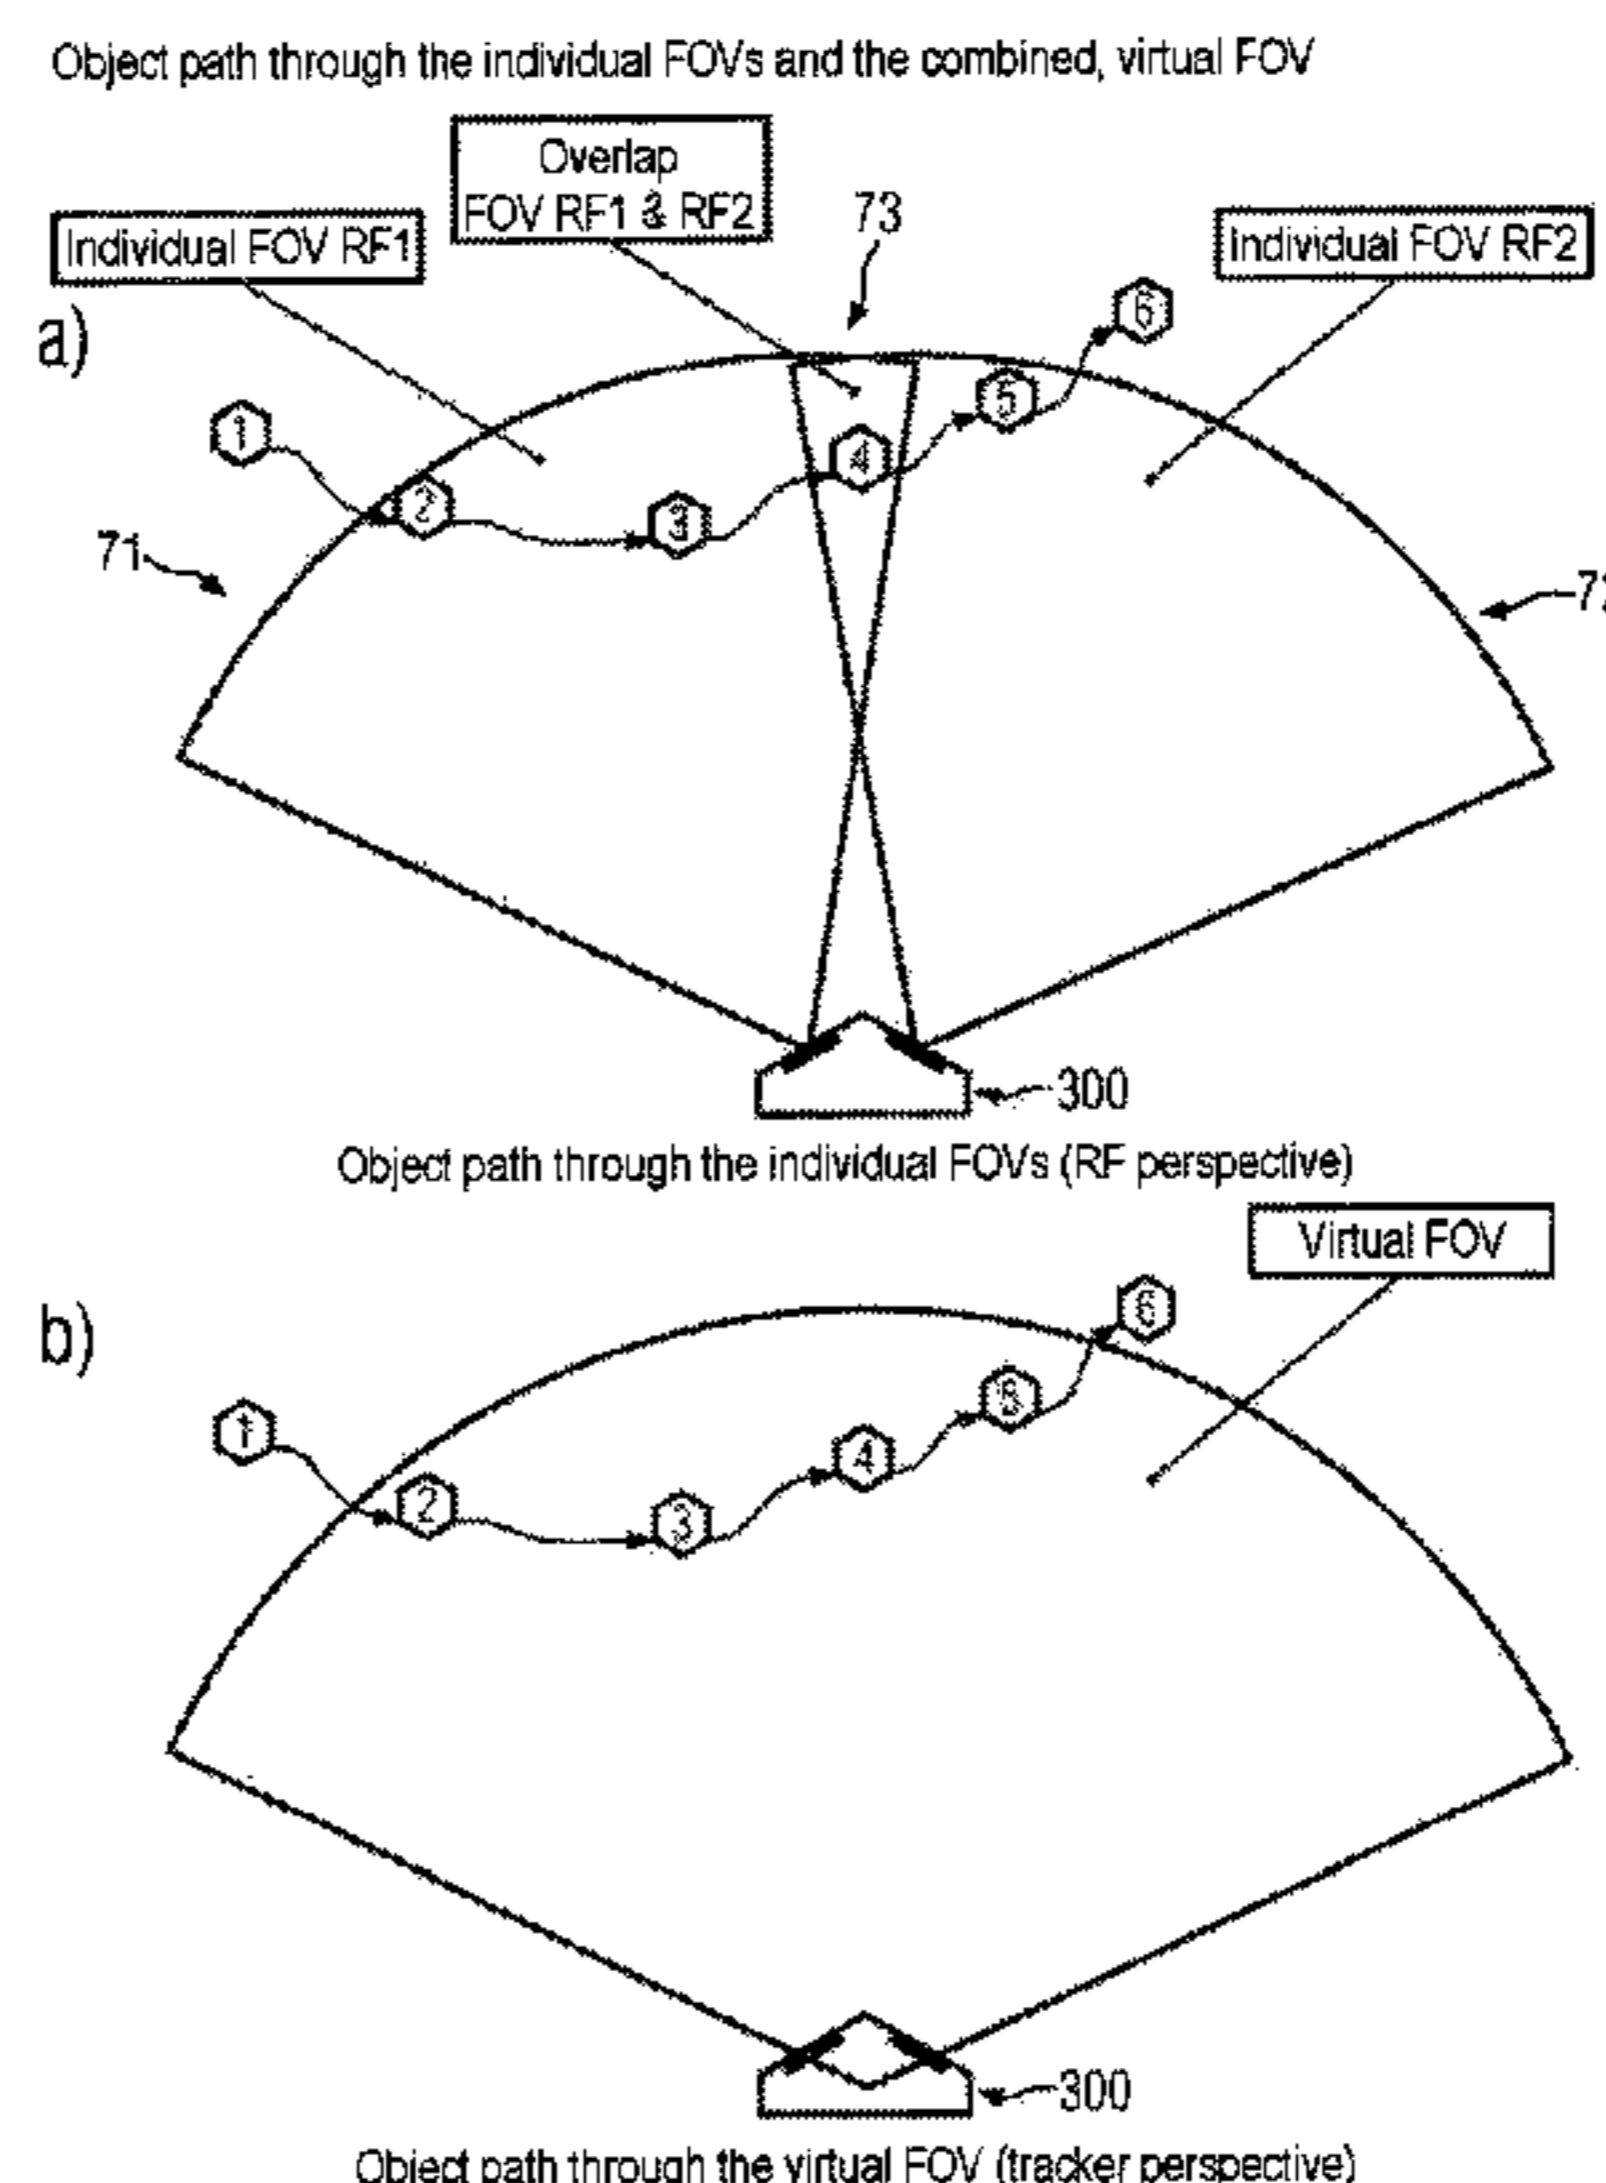 Object path through the individual FOVs and the combined, virtual FOV
Overlap
FOV RF1 & RF2
73
Individual FOV RF1
Individual FOV RF2
a)
6
5
1
4
2
3
71
300
Object path through the individual FOVs (RF perspective)
Virtual FOV
b)
6
1
5
4
2
3
300
Object path through the virtual FOV (tracker perspective)